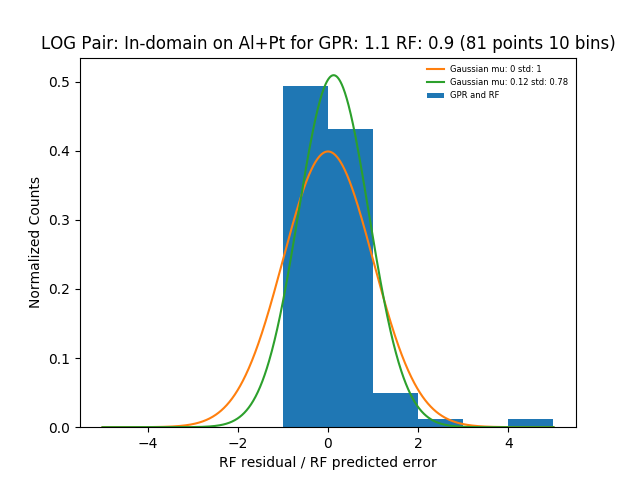 LOG Pair: In-domain on Al+Pt for GPR: 1.1 RF: 0.9 (81 points 10 bins)
Gaussian mu: 0 std: 1
Gaussian mu: 0.12 std: 0.78
GPR and RF
Normalized Counts
0.5
0.4
0.3
0.2
0.1
0.0
−4 −2 0 2 4
RF residual / RF predicted error